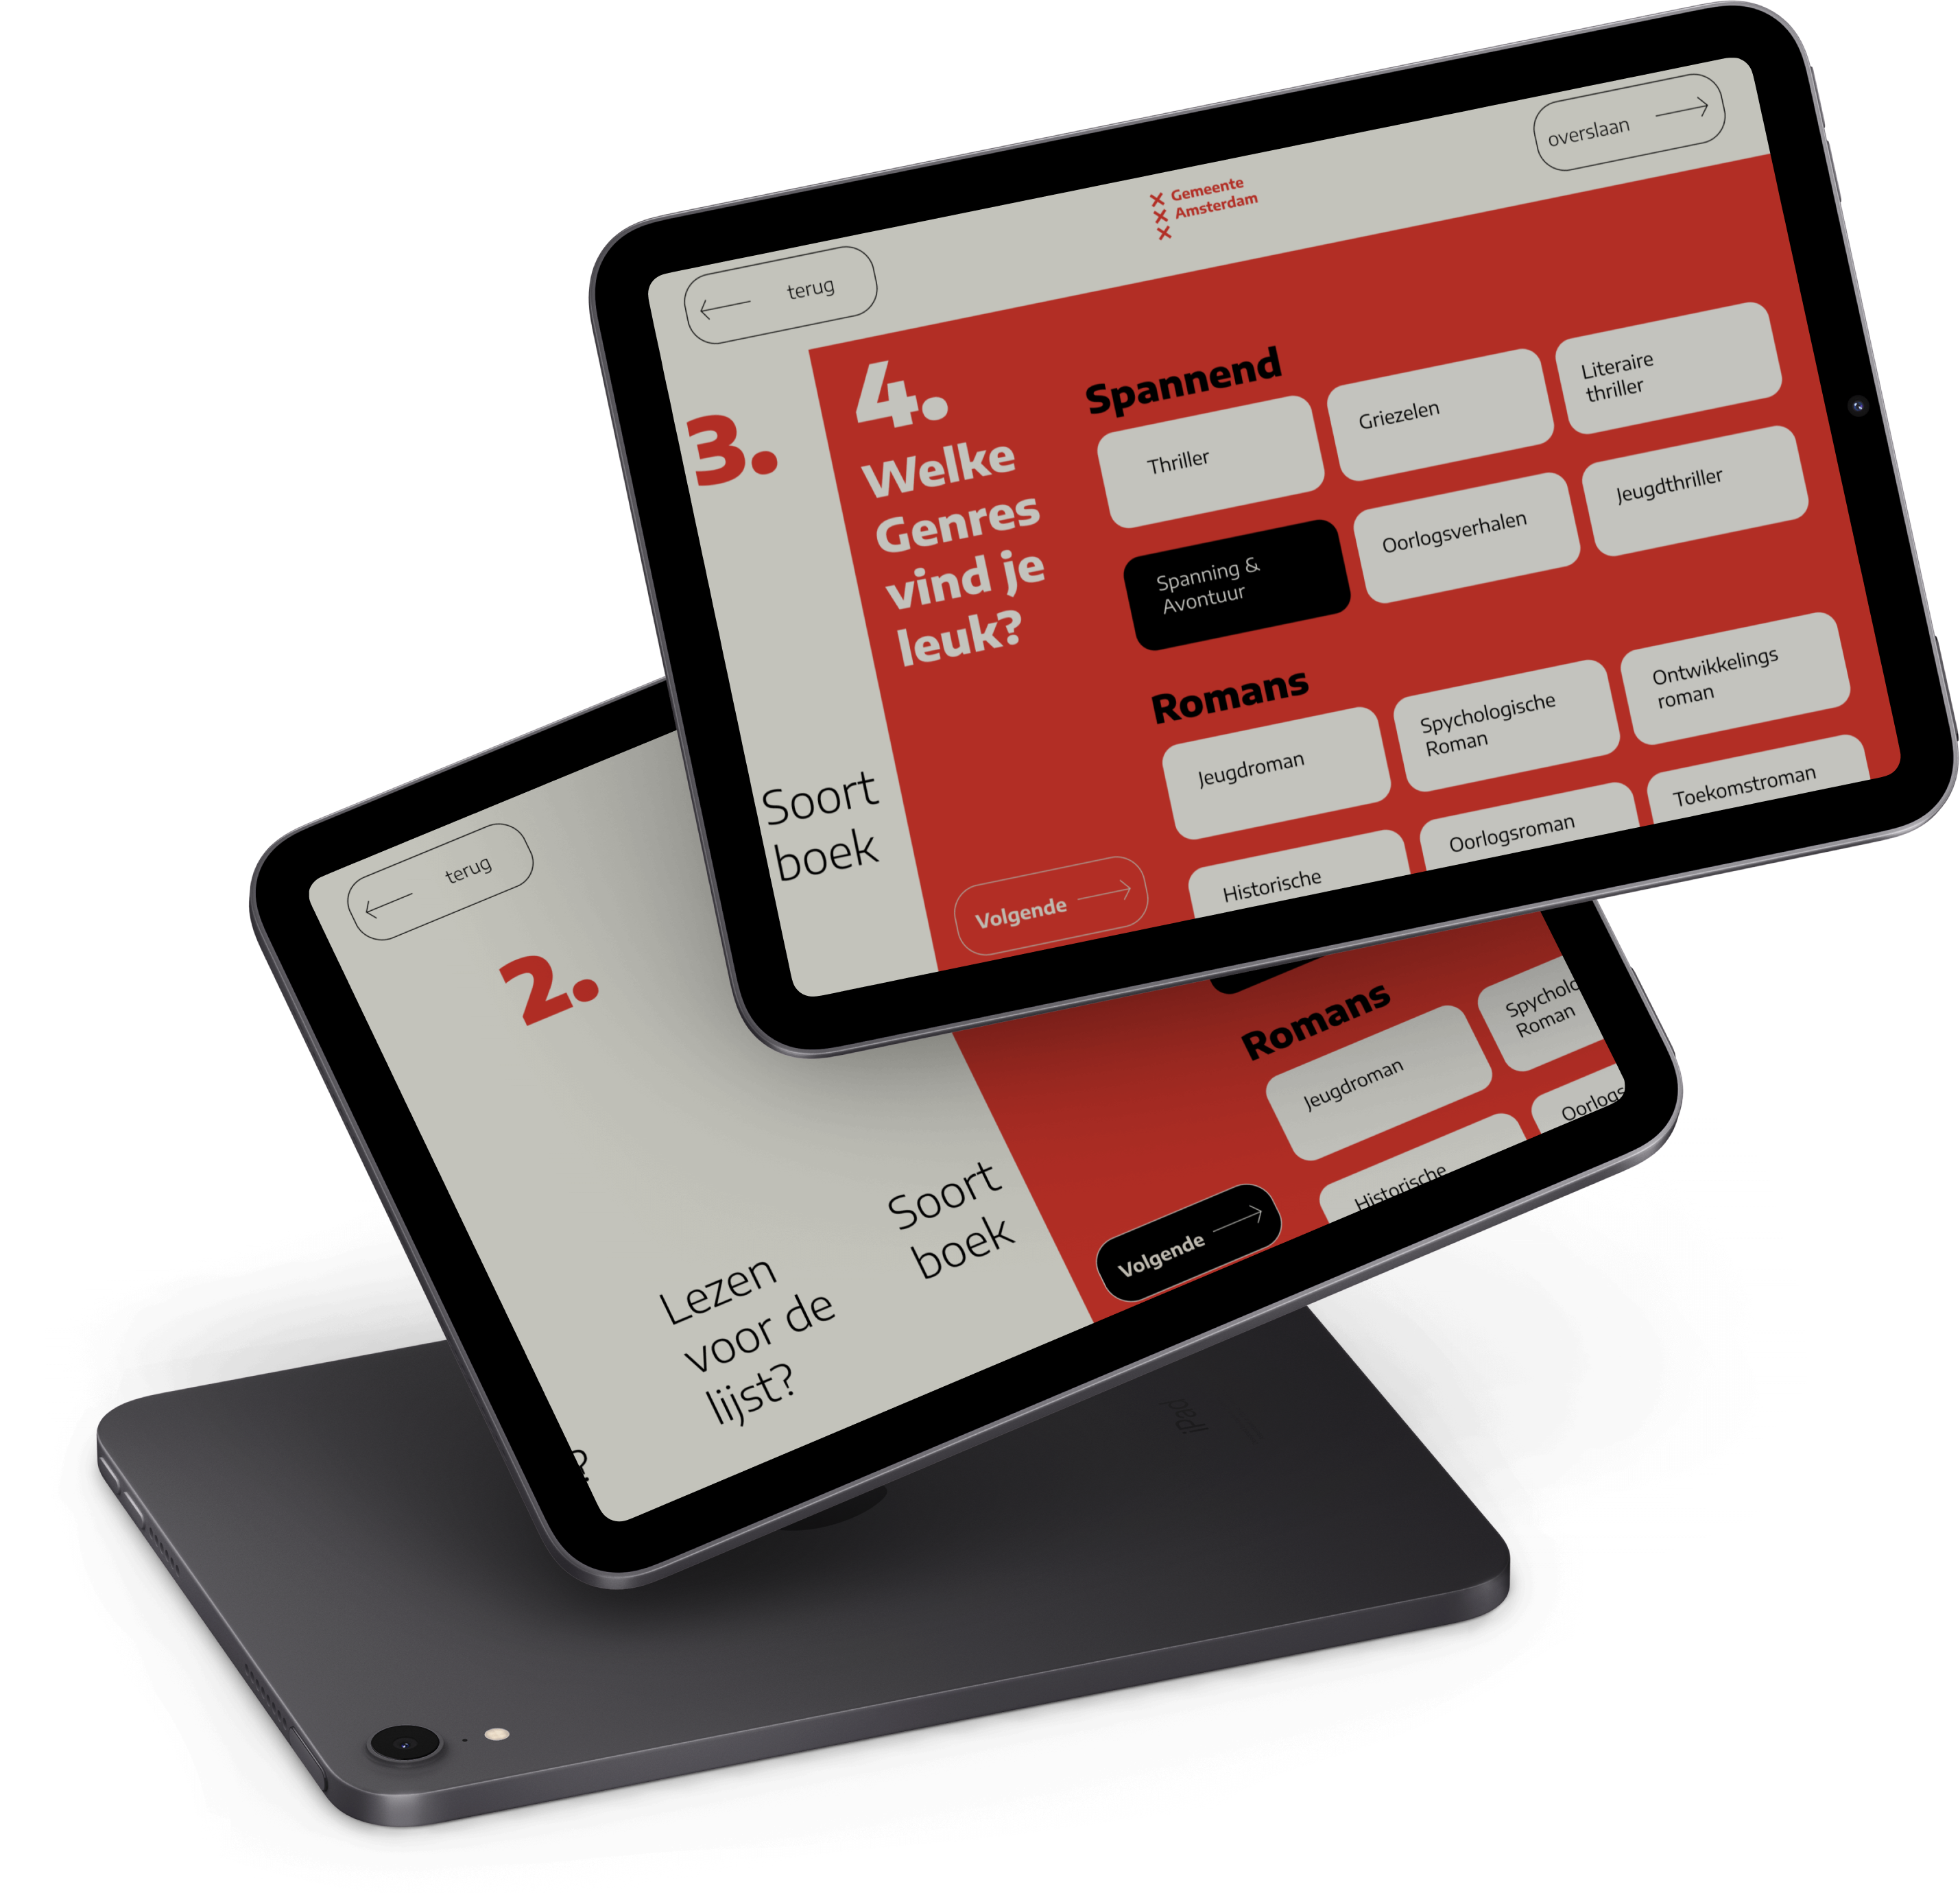 overslaan
Gemeente
Amsterdam
terug
3.
Soort
boek
4.
Welke
Genres
vind je
leuk?
Volgende
Spannend
Thriller
Griezelen
Literaire
thriller
Spanning &
Avontuur
Oorlogsverhalen
Jeugdthriller
Romans
Jeugdroman
Spychologische
Roman
Ontwikkelings
roman
Historische
Oorlogsroman
Toekomstroman
terug
2.
?
Lezen
voor de
lijst?
Soort
boek
Volgende
Romans
Jeugdroman
Spycholo
Roman
Historische
Oorlogs
iPad